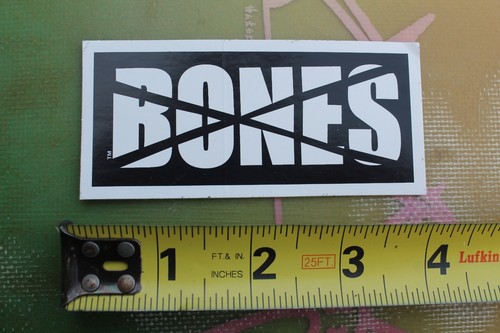 BONES
TM
1 FT. & IN. 2 25FT. 3 4 Lufkin
INCHES